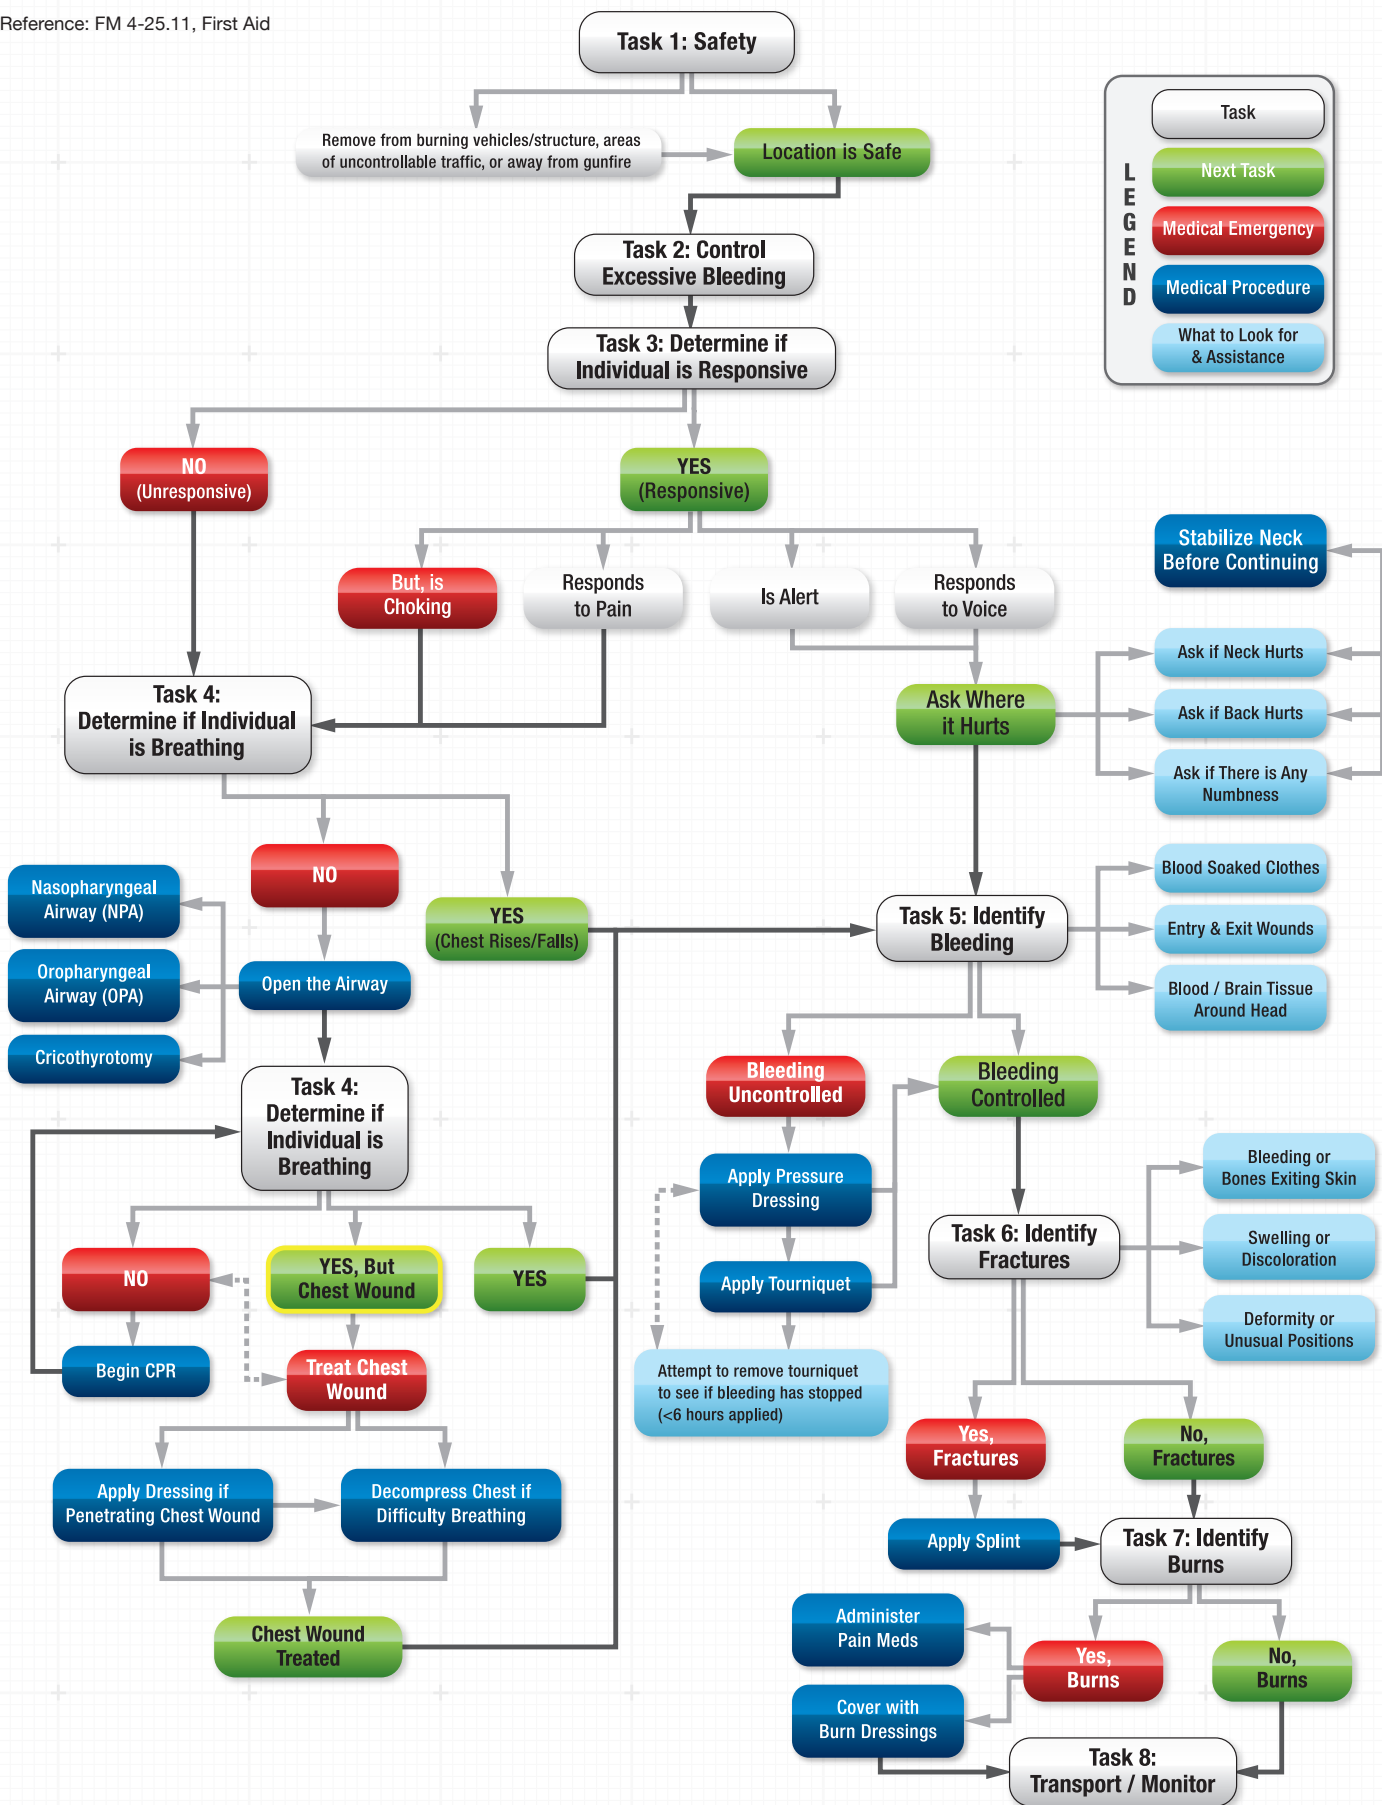 Reference: FM 4-25.11, First Aid
Task 1: Safety
Remove from burning vehicles/structure, areas
of uncontrollable traffic, or away from gunfire
Location is Safe
LEGEND
Task
Next Task
Medical Emergency
Medical Procedure
What to Look for
& Assistance
Task 2: Control
Excessive Bleeding
Task 3: Determine if
Individual is Responsive
NO
(Unresponsive)
YES
(Responsive)
But, is
Choking
Responds
to Pain
Is Alert
Responds
to Voice
Stabilize Neck
Before Continuing
Ask if Neck Hurts
Ask if Back Hurts
Ask if There is Any
Numbness
Task 4:
Determine if Individual
is Breathing
Ask Where
it Hurts
NO
YES
(Chest Rises/Falls)
Nasopharyngeal
Airway (NPA)
Oropharyngeal
Airway (OPA)
Cricothyrotomy
Open the Airway
Task 5: Identify
Bleeding
Blood Soaked Clothes
Entry & Exit Wounds
Blood / Brain Tissue
Around Head
Task 4:
Determine if
Individual is
Breathing
Bleeding
Uncontrolled
Bleeding
Controlled
Apply Pressure
Dressing
Apply Tourniquet
Attempt to remove tourniquet
to see if bleeding has stopped
(<6 hours applied)
Task 6: Identify
Fractures
Bleeding or
Bones Exiting Skin
Swelling or
Discoloration
Deformity or
Unusual Positions
NO
YES, But
Chest Wound
YES
Begin CPR
Treat Chest
Wound
Apply Dressing if
Penetrating Chest Wound
Decompress Chest if
Difficulty Breathing
Chest Wound
Treated
Yes,
Fractures
No,
Fractures
Apply Splint
Task 7: Identify
Burns
Administer
Pain Meds
Cover with
Burn Dressings
Yes,
Burns
No,
Burns
Task 8:
Transport / Monitor